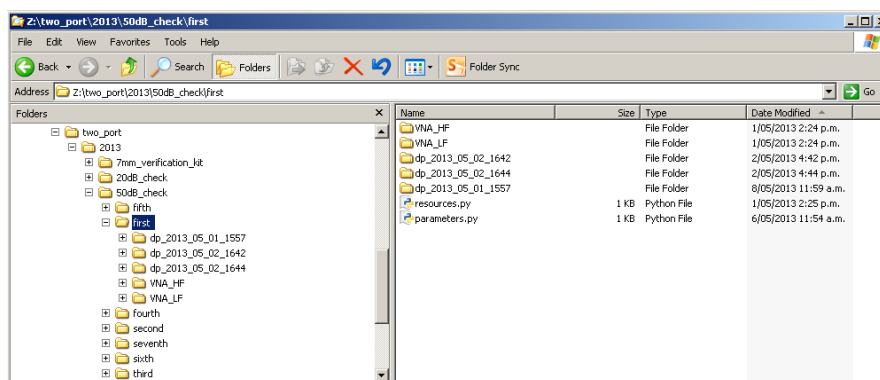 Z:\two_port\2013\50dB_check\first
File Edit View Favorites Tools Help
Back Search Folders Folder Sync
Address Z:\two_port\2013\50dB_check\first Go
Folders
two_port
2013
7mm_verification_kit
20dB_check
50dB_check
fifth
first
dp_2013_05_01_1557
dp_2013_05_02_1642
dp_2013_05_02_1644
VNA_HF
VNA_LF
fourth
second
seventh
sixth
third
Name Size Type Date Modified
VNA_HF File Folder 1/05/2013 2:24 p.m.
VNA_LF File Folder 1/05/2013 2:24 p.m.
dp_2013_05_02_1642 File Folder 2/05/2013 4:42 p.m.
dp_2013_05_02_1644 File Folder 2/05/2013 4:44 p.m.
dp_2013_05_01_1557 File Folder 8/05/2013 11:59 a.m.
resources.py 1 KB Python File 1/05/2013 2:25 p.m.
parameters.py 1 KB Python File 6/05/2013 11:54 a.m.